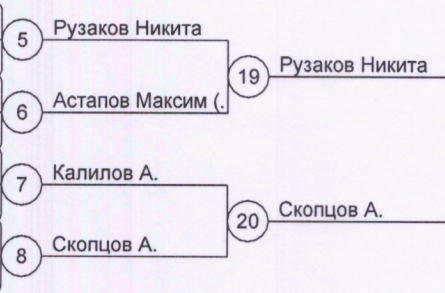 5 Рузаков Никита
19 Рузаков Никита
6 Астапов Максим (.
7 Калилов А.
20 Скопцов А.
8 Скопцов А.